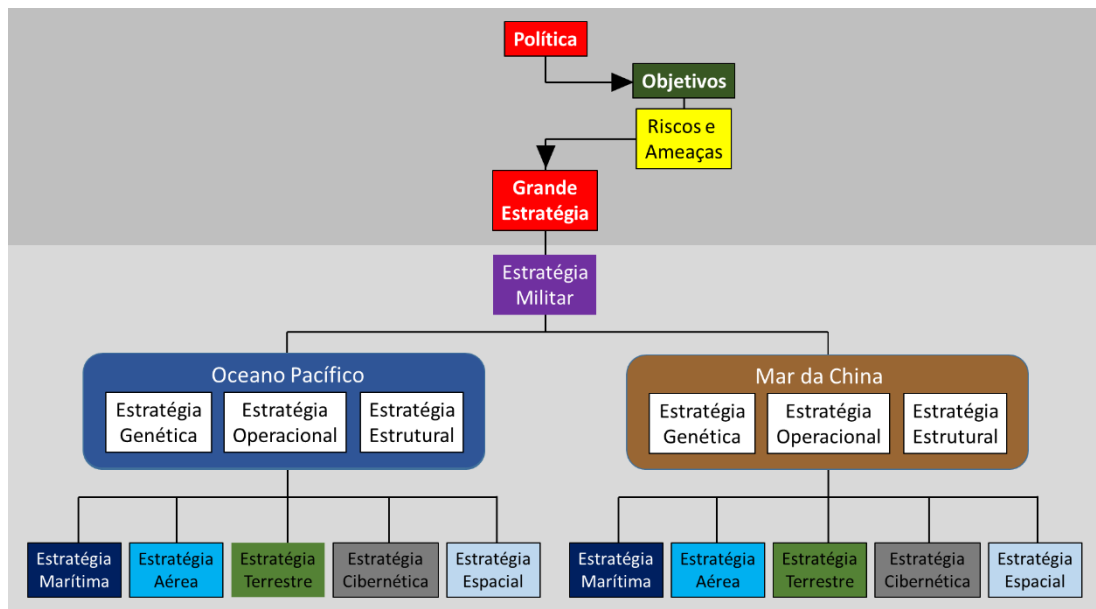 Política
Objetivos
Riscos e
Ameaças
Grande
Estratégia
Estratégia
Militar
Oceano Pacífico
Estratégia
Genética
Estratégia
Operacional
Estratégia
Estrutural
Mar da China
Estratégia
Genética
Estratégia
Operacional
Estratégia
Estrutural
Estratégia
Marítima
Estratégia
Aérea
Estratégia
Terrestre
Estratégia
Cibernética
Estratégia
Espacial
Estratégia
Marítima
Estratégia
Aérea
Estratégia
Terrestre
Estratégia
Cibernética
Estratégia
Espacial